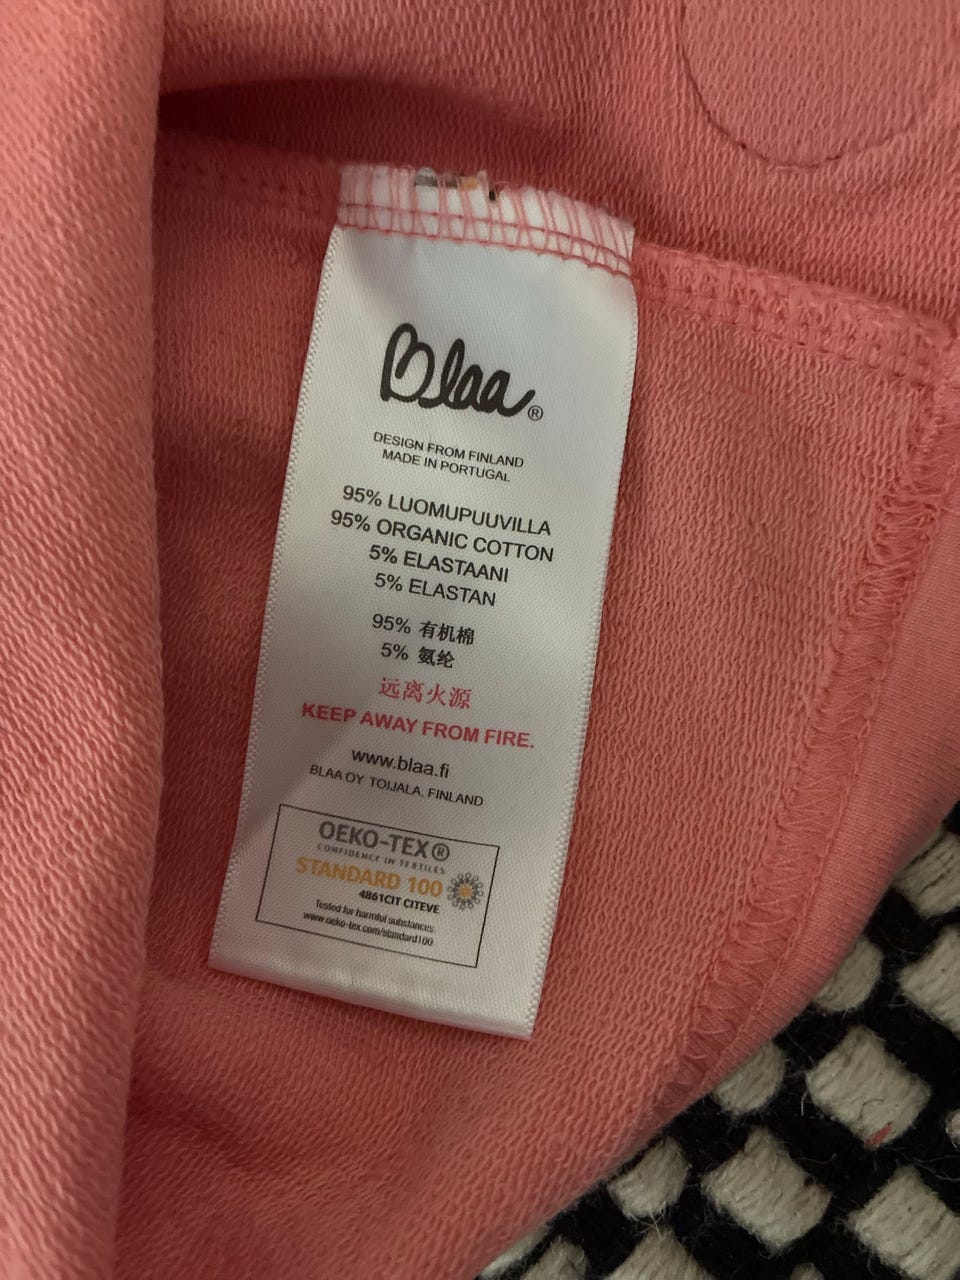 Blaa®
DESIGN FROM FINLAND
MADE IN PORTUGAL
95% LUOMUPUUVILLA
95% ORGANIC COTTON
5% ELASTAANI
5% ELASTAN
95% 有机棉
5% 氨纶
远离火源
KEEP AWAY FROM FIRE.
www.blaa.fi
BLAA OY TOIJALA, FINLAND
OEKO-TEX®
CONFIDENCE IN TEXTILES
STANDARD 100
4861CIT CITEVE
Tested for harmful substances.
www.oeko-tex.com/standard100